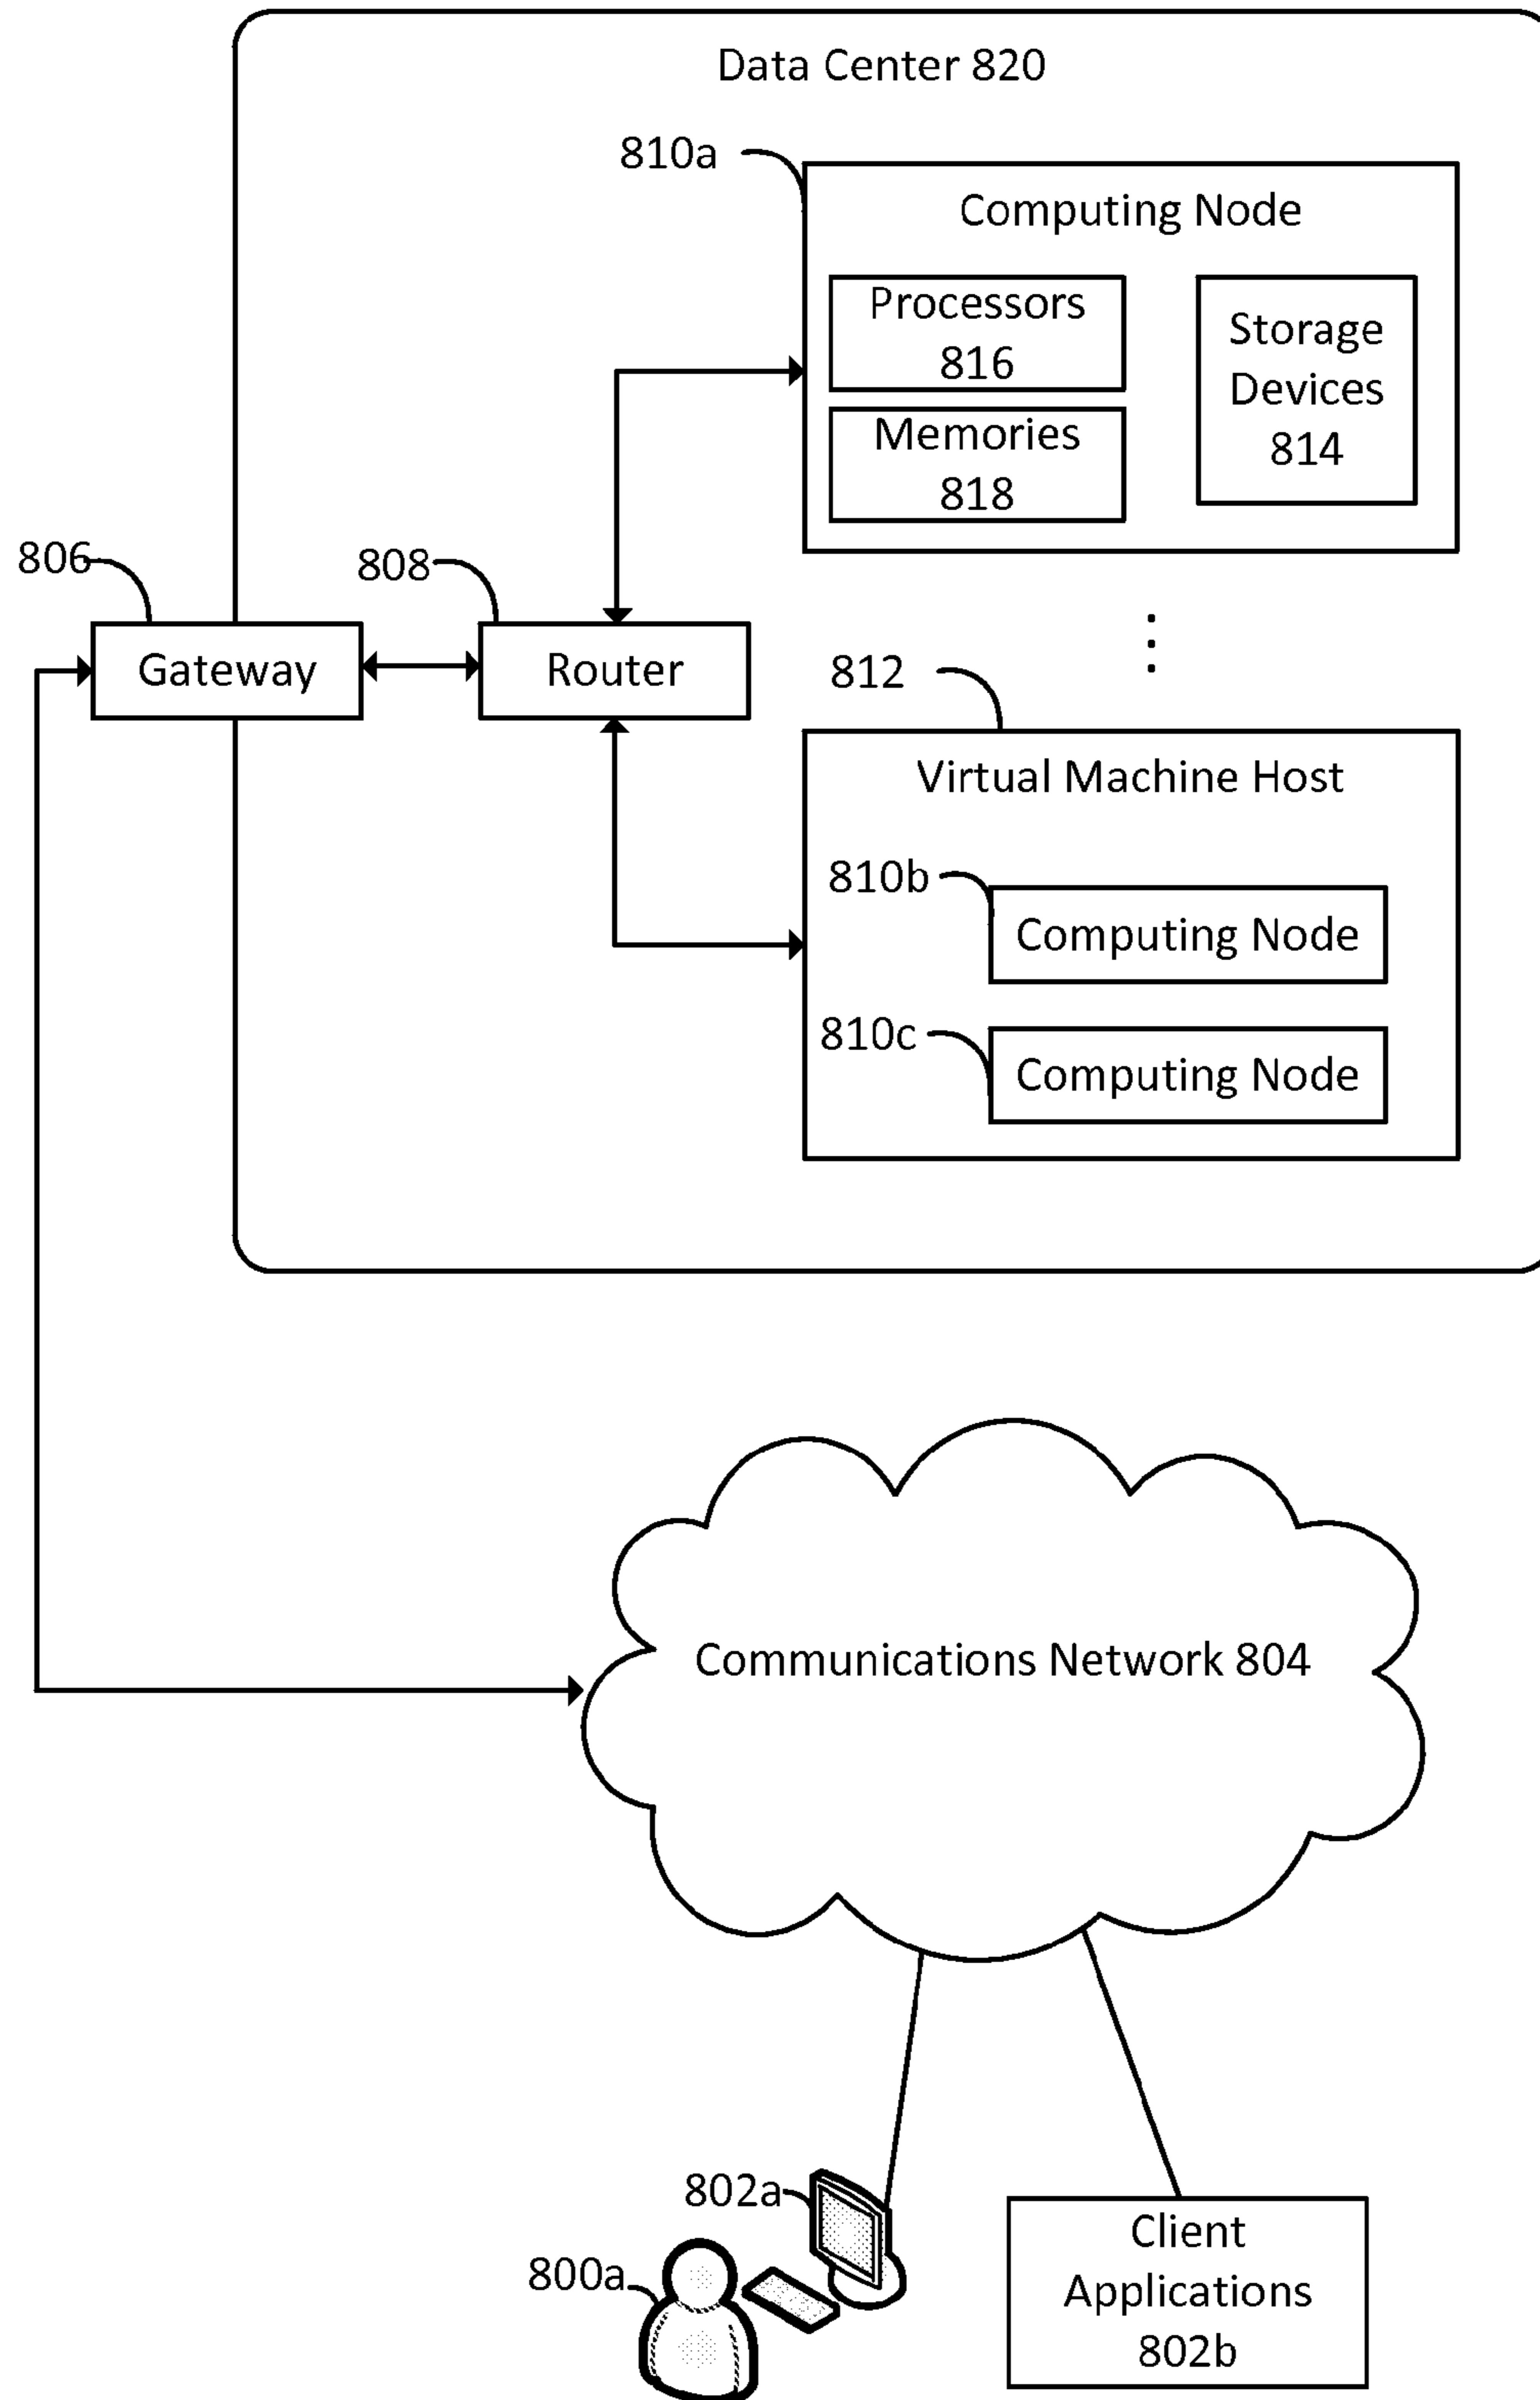 Data Center 820
810a
Computing Node
Processors
816
Storage
Devices
814
Memories
818
806
808
Gateway
Router
812
Virtual Machine Host
810b
Computing Node
810c
Computing Node
Communications Network 804
802a
800a
Client
Applications
802b